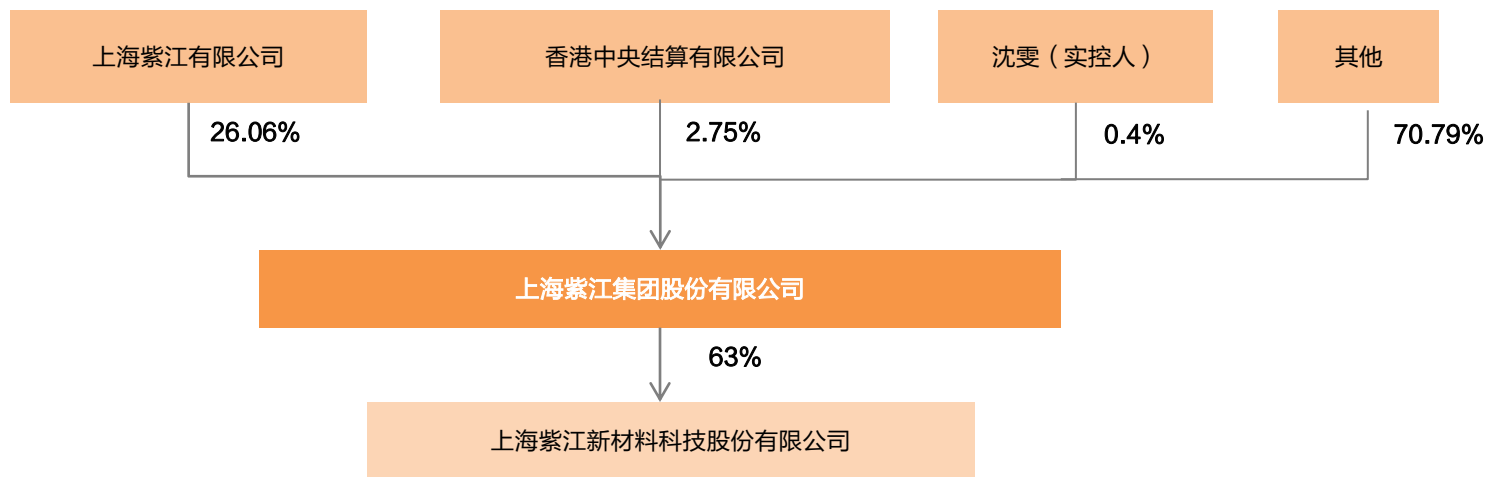 上海紫江有限公司
香港中央结算有限公司
沈雯（实控人）
其他
26.06%
2.75%
0.4%
70.79%
上海紫江集团股份有限公司
63%
上海紫江新材料科技股份有限公司